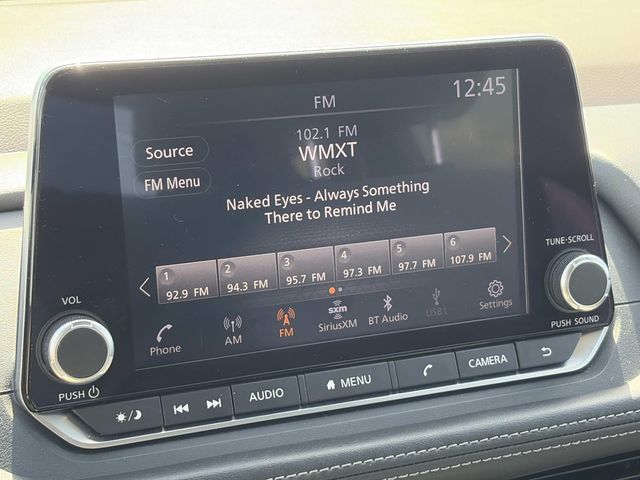 FM
12:45
102.1 FM
Source
WMXT
Rock
FM Menu
Naked Eyes - Always Something
There to Remind Me
1 2 3 4 5 6
92.9 FM 94.3 FM 95.7 FM 97.3 FM 97.7 FM 107.9 FM
Phone AM FM sxm SiriusXM BT Audio USB1 Settings
VOL
PUSH
TUNE·SCROLL
PUSH SOUND
AUDIO MENU CAMERA